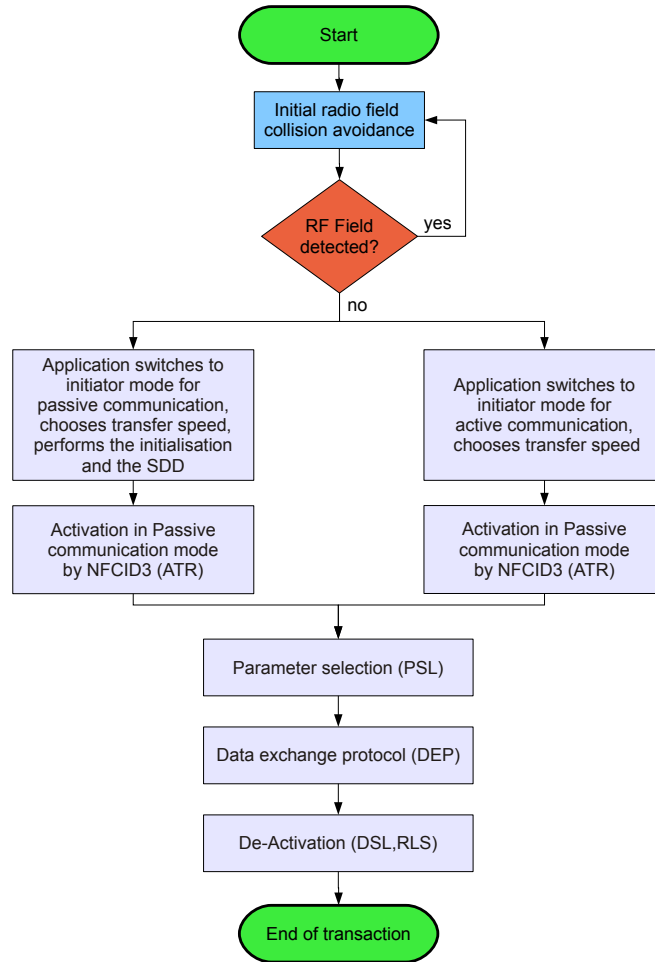 Start
Initial radio field
collision avoidance
RF Field
detected?
yes
no
Application switches to
initiator mode for
passive communication,
chooses transfer speed,
performs the initialisation
and the SDD
Application switches to
initiator mode for
active communication,
chooses transfer speed
Activation in Passive
communication mode
by NFCID3 (ATR)
Activation in Passive
communication mode
by NFCID3 (ATR)
Parameter selection (PSL)
Data exchange protocol (DEP)
De-Activation (DSL,RLS)
End of transaction